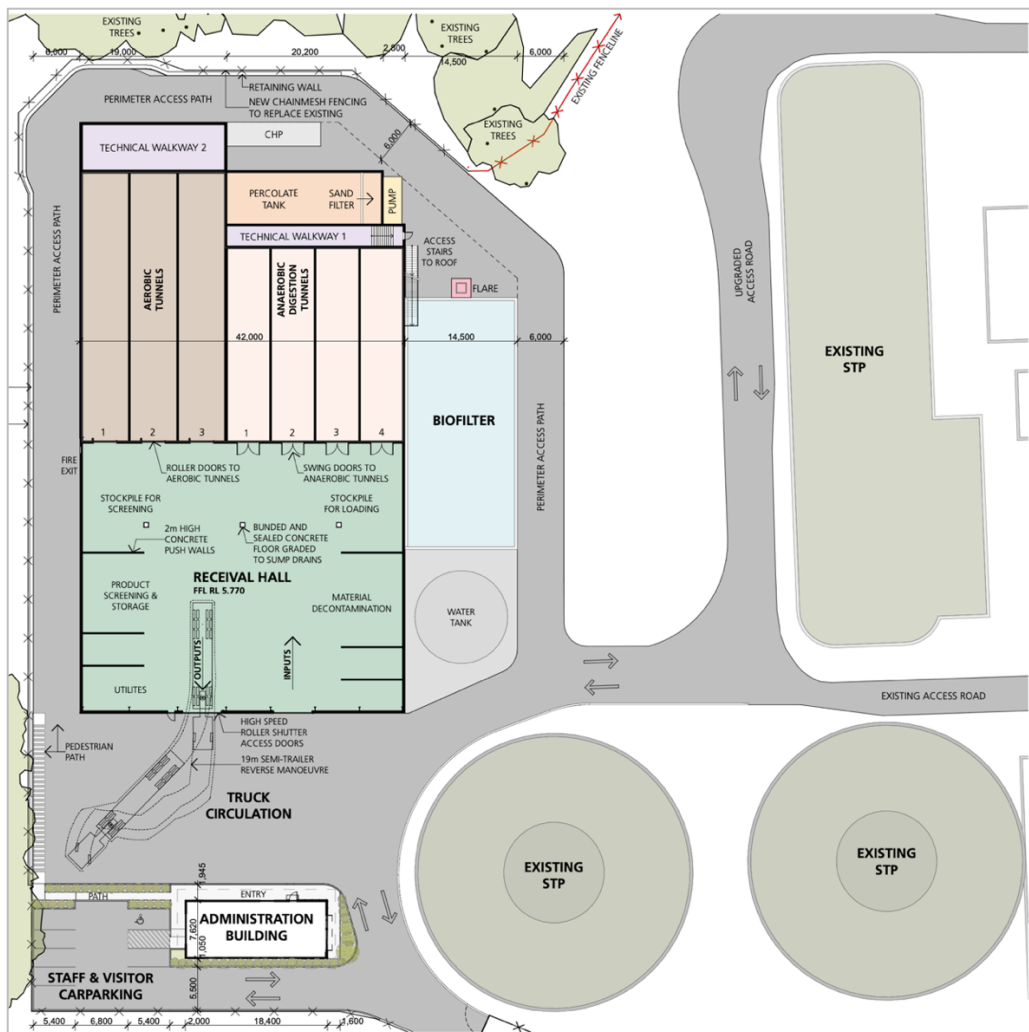 EXISTING
TREES
EXISTING
TREES
6,000
19,000
20,200
2,800
14,500
6,000
EXISTING FENCELINE
RETAINING WALL
PERIMETER ACCESS PATH
NEW CHAINMESH FENCING
TO REPLACE EXISTING
EXISTING
TREES
CHP
6,000
TECHNICAL WALKWAY 2
PERCOLATE
TANK
SAND
FILTER
PUMP
PERIMETER ACCESS PATH
TECHNICAL WALKWAY 1
ACCESS
STAIRS
TO ROOF
AEROBIC
TUNNELS
ANAEROBIC
DIGESTION
TUNNELS
FLARE
UPGRADED
ACCESS ROAD
42,000
14,500
6,000
EXISTING
STP
BIOFILTER
1
2
3
1
2
3
4
PERIMETER ACCESS PATH
FIRE
EXIT
ROLLER DOORS TO
AEROBIC TUNNELS
SWING DOORS TO
ANAEROBIC TUNNELS
STOCKPILE FOR
SCREENING
STOCKPILE
FOR LOADING
2m HIGH
CONCRETE
PUSH WALLS
BUNDED AND
SEALED CONCRETE
FLOOR GRADED
TO SUMP DRAINS
RECEIVAL HALL
FFL RL 5.770
PRODUCT
SCREENING &
STORAGE
MATERIAL
DECONTAMINATION
WATER
TANK
OUTPUTS
INPUTS
UTILITES
EXISTING ACCESS ROAD
HIGH SPEED
ROLLER SHUTTER
ACCESS DOORS
PEDESTRIAN
PATH
19m SEMI-TRAILER
REVERSE MANOEUVRE
TRUCK
CIRCULATION
EXISTING
STP
EXISTING
STP
1,945
PATH
ENTRY
ADMINISTRATION
BUILDING
7,620
1,050
STAFF & VISITOR
CARPARKING
5,500
5,400
6,800
5,400
2,000
18,400
1,600